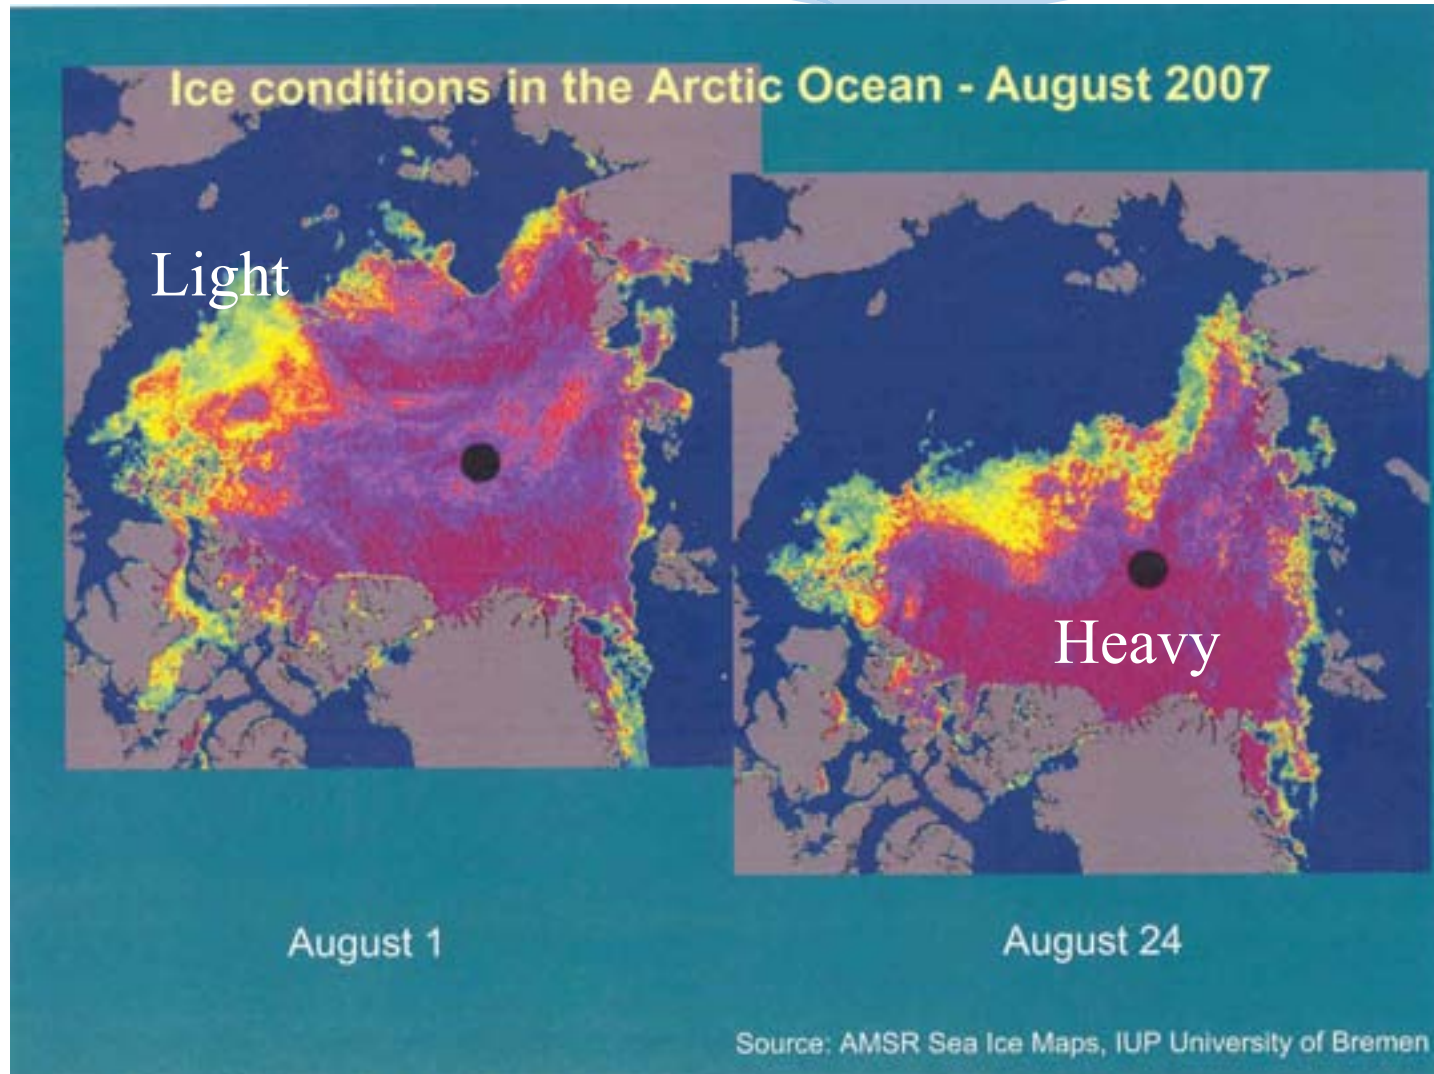 Ice conditions in the Arctic Ocean - August 2007
Light
Heavy
August 1
August 24
Source: AMSR Sea Ice Maps, IUP University of Bremen